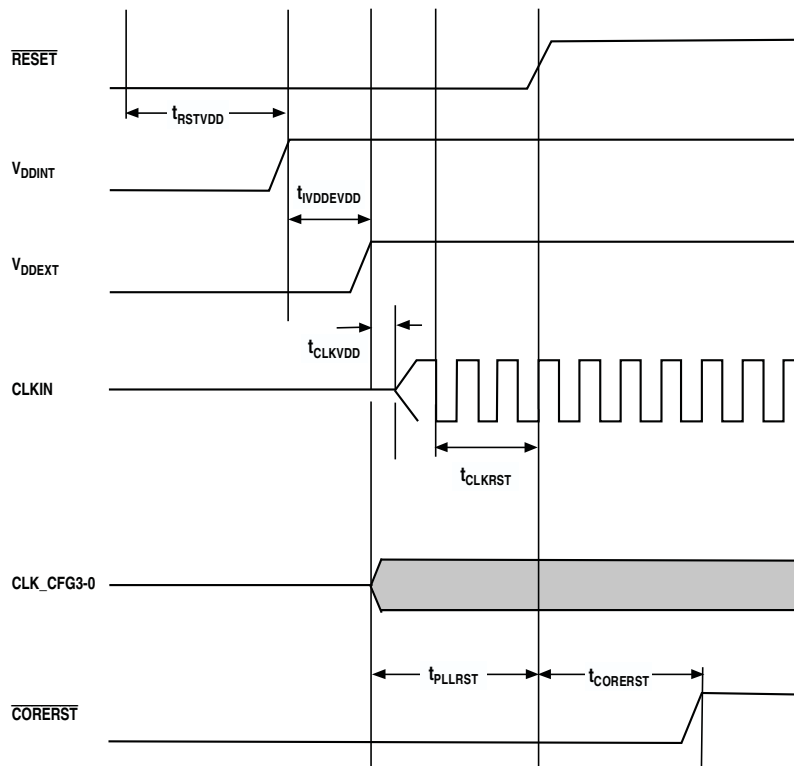 RESET
tRSTVDD
VDDINT
tIVDDEVDD
VDDEXT
tCLKVDD
CLKIN
tCLKRST
CLK_CFG3-0
tPLLRST
tCORERST
CORERST